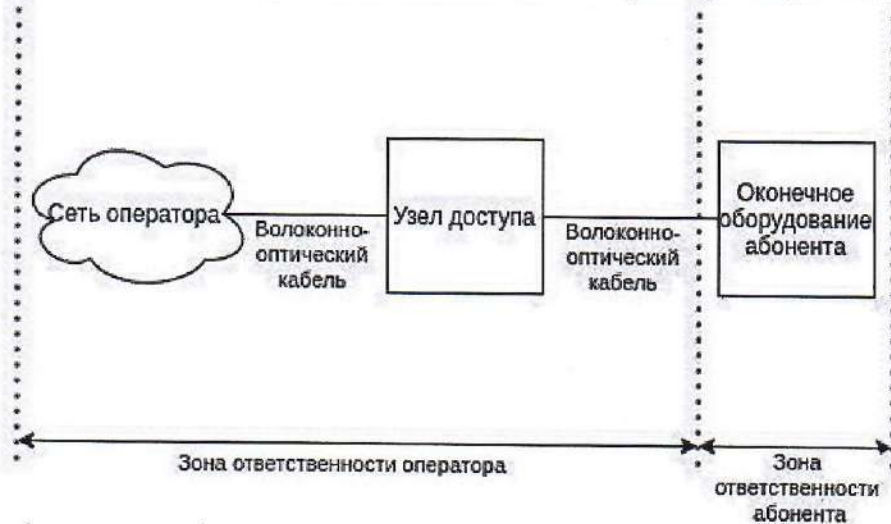 Сеть оператора
Волоконно-
оптический
кабель
Узел доступа
Волоконно-
оптический
кабель
Оконечное
оборудование
абонента
Зона ответственности оператора
Зона
ответственности
абонента